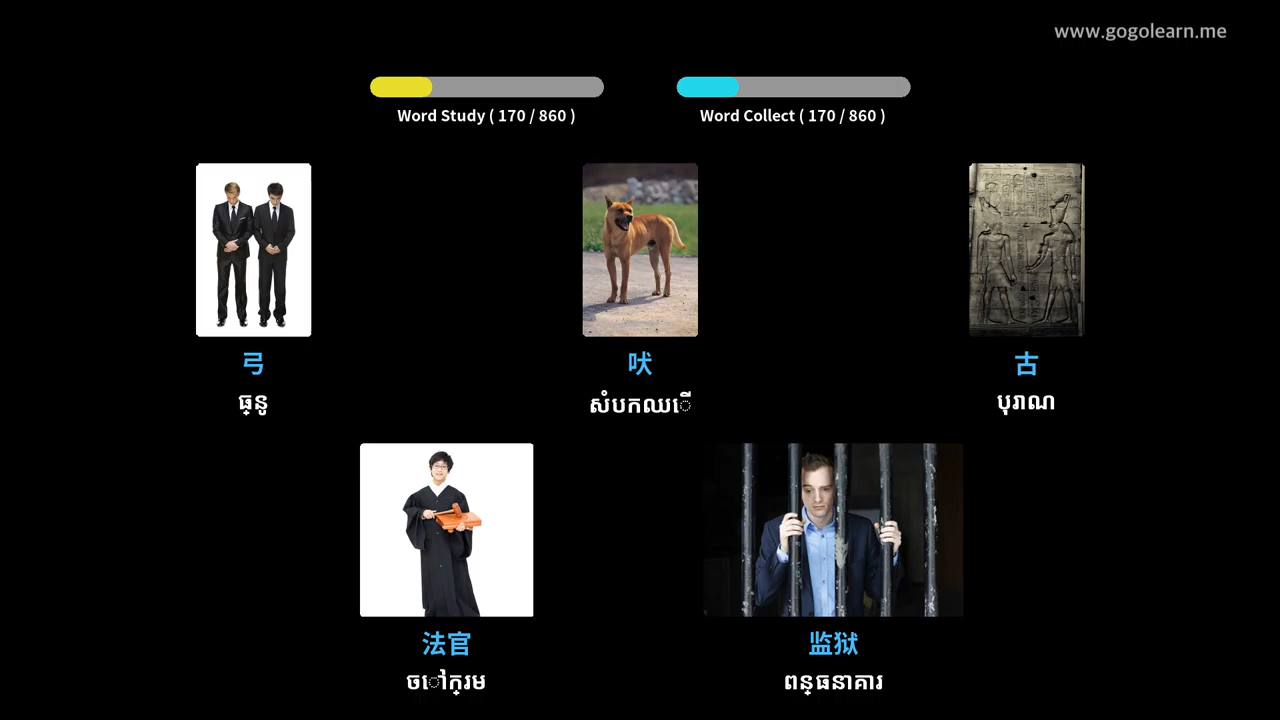 www.gogolearn.me
Word Study ( 170 / 860 )
Word Collect ( 170 / 860 )
弓
ធ្នូ
吠
សំបកឈើ
古
បុរាណ
法官
ចៅក្រម
监狱
ពន្ធនាគារ